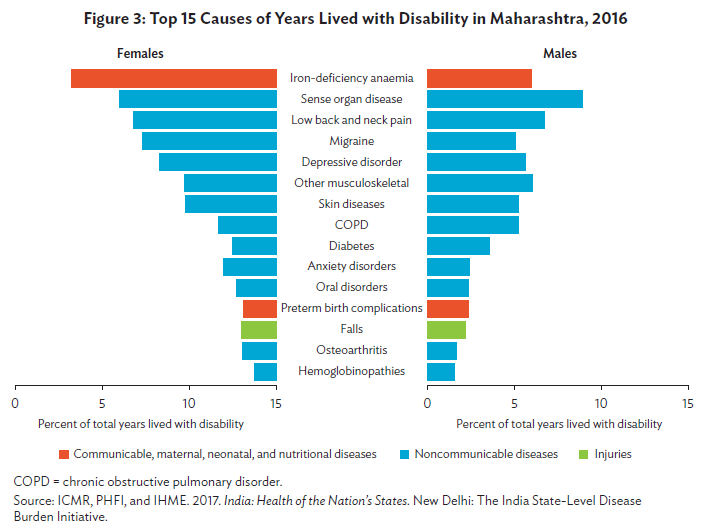 Figure 3: Top 15 Causes of Years Lived with Disability in Maharashtra, 2016
Females
Males
Iron-deficiency anaemia
Sense organ disease
Low back and neck pain
Migraine
Depressive disorder
Other musculoskeletal
Skin diseases
COPD
Diabetes
Anxiety disorders
Oral disorders
Preterm birth complications
Falls
Osteoarthritis
Hemoglobinopathies
0 5 10 15 0 5 10 15
Percent of total years lived with disability Percent of total years lived with disability
Communicable, maternal, neonatal, and nutritional diseases Noncommunicable diseases Injuries
COPD = chronic obstructive pulmonary disorder.
Source: ICMR, PHFI, and IHME. 2017. India: Health of the Nation's States. New Delhi: The India State-Level Disease
Burden Initiative.